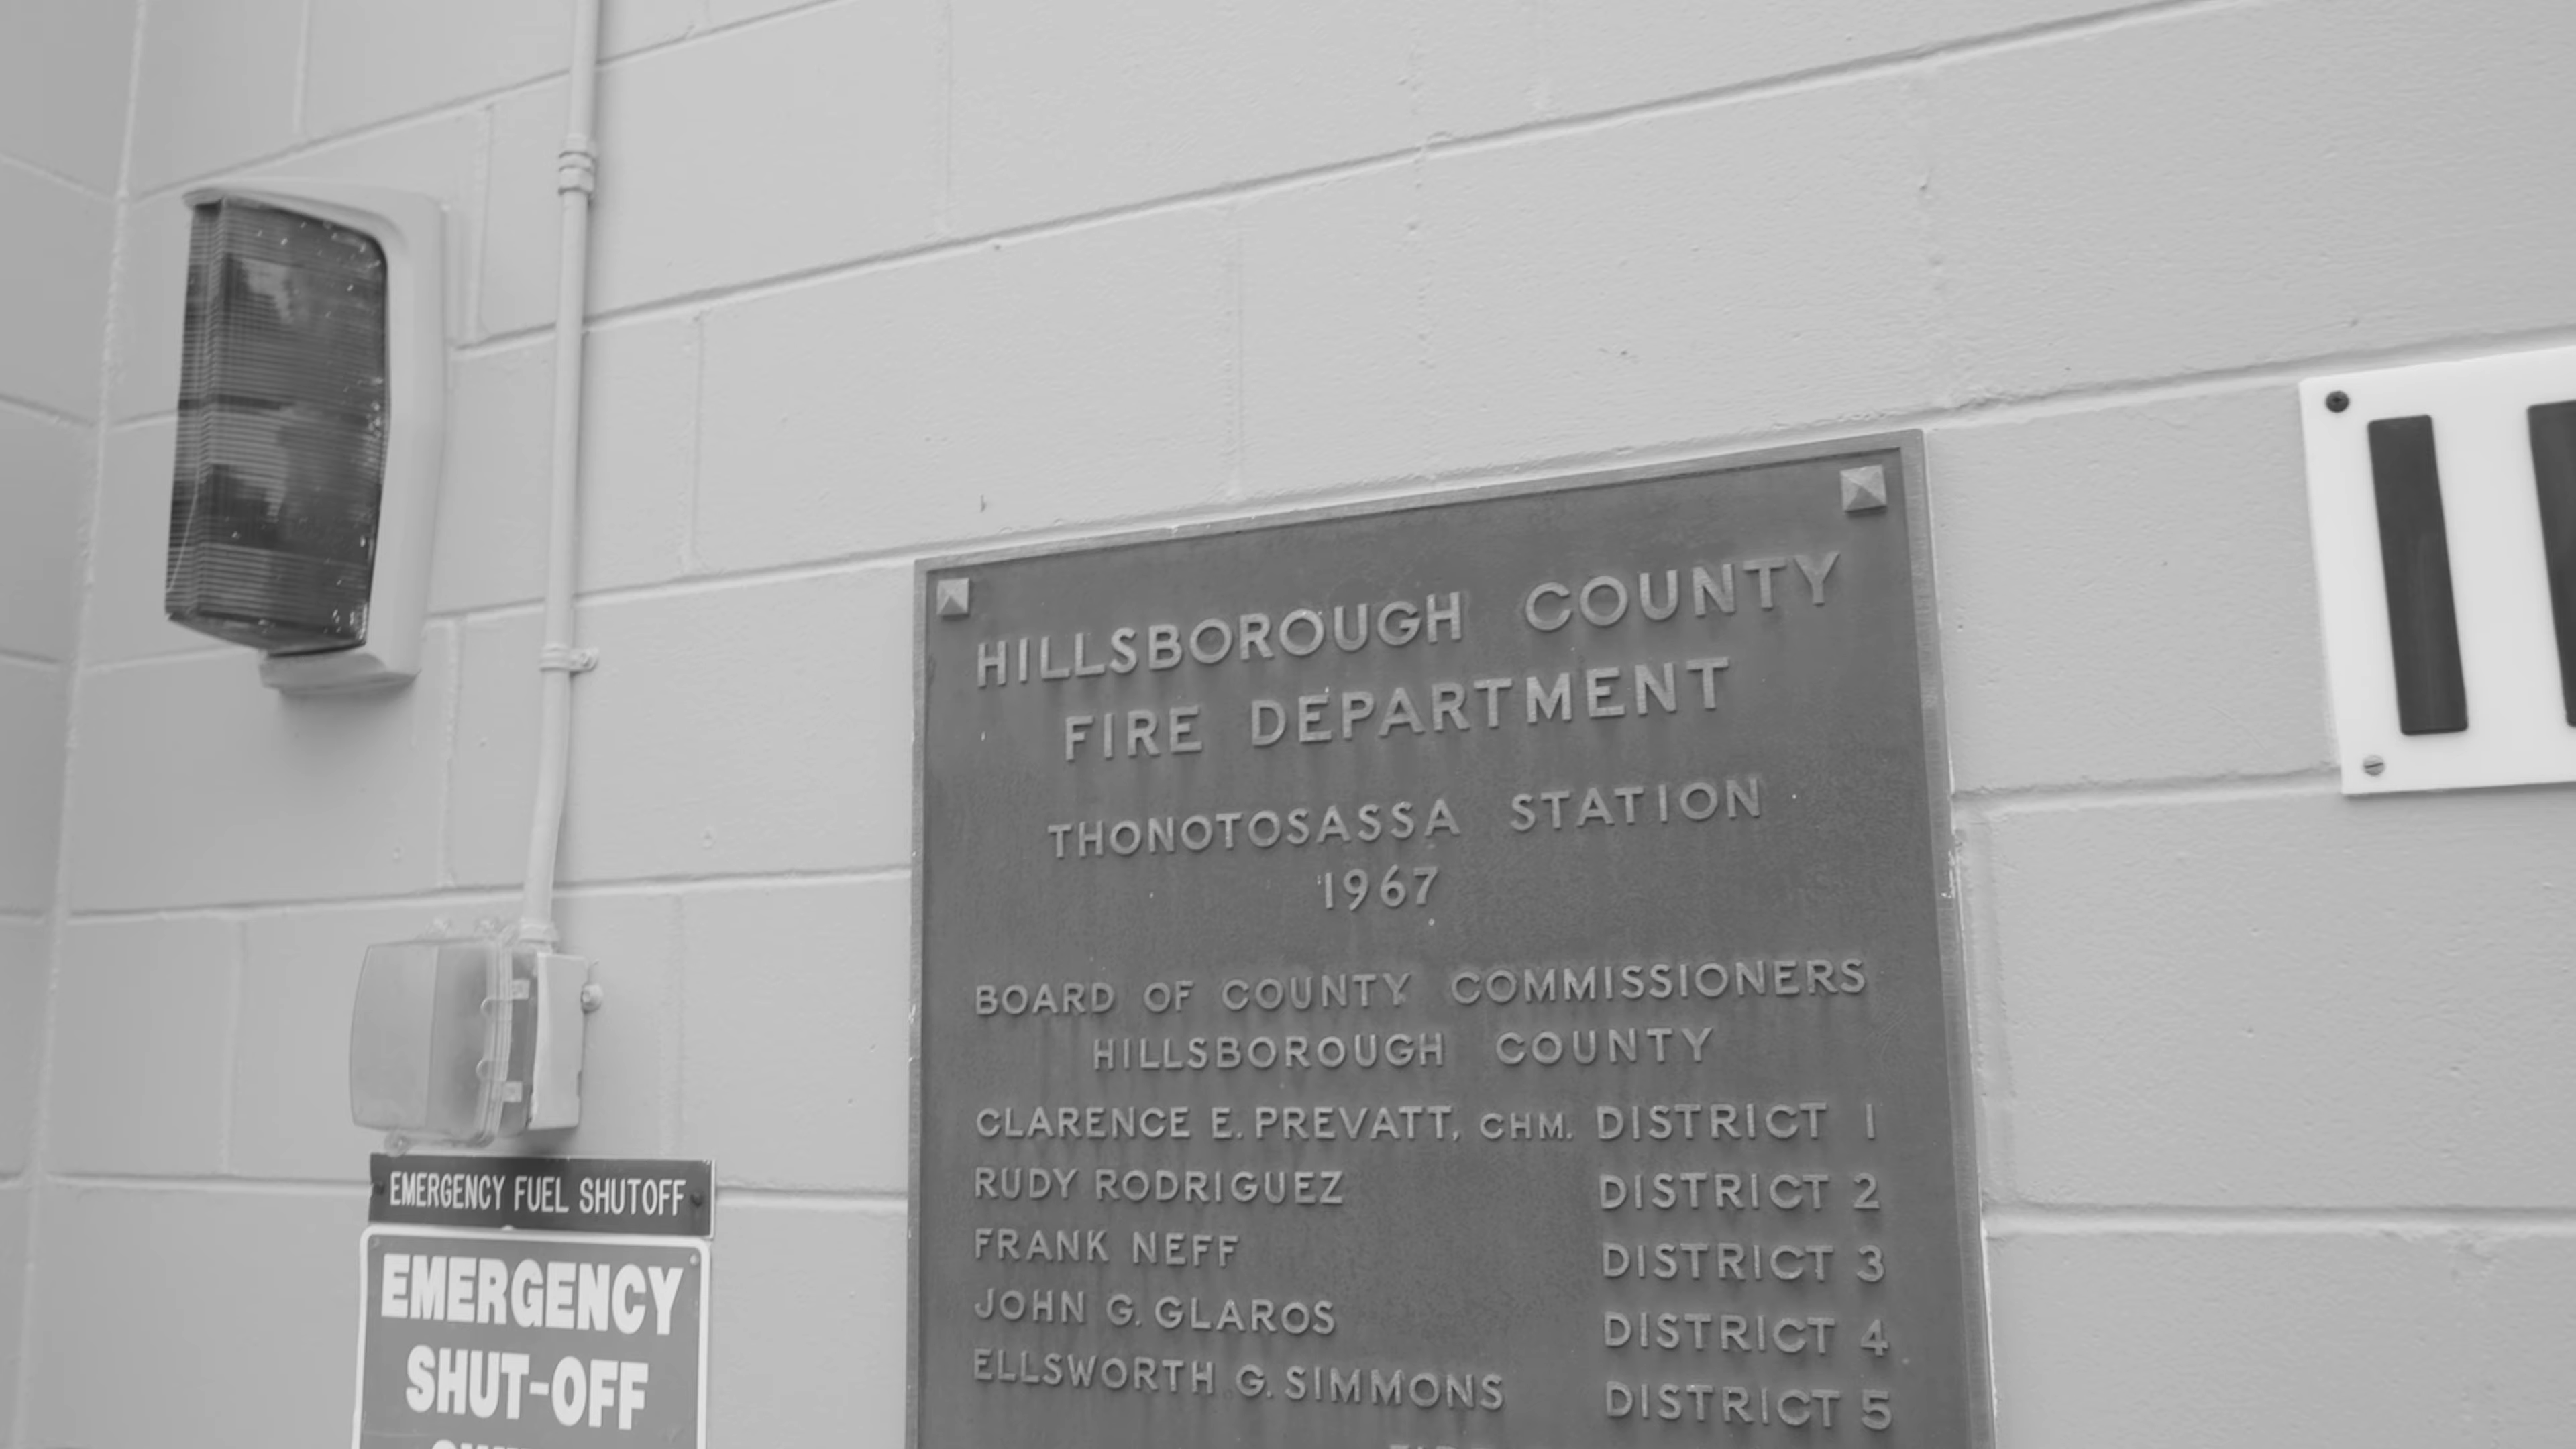 HILLSBOROUGH COUNTY
FIRE DEPARTMENT
THONOTOSASSA STATION
1967
BOARD OF COUNTY COMMISSIONERS
HILLSBOROUGH COUNTY
CLARENCE E. PREVATT, CHM. DISTRICT 1
RUDY RODRIGUEZ DISTRICT 2
FRANK NEFF DISTRICT 3
JOHN G. GLAROS DISTRICT 4
ELLSWORTH G. SIMMONS DISTRICT 5
EMERGENCY FUEL SHUTOFF
EMERGENCY
SHUT-OFF